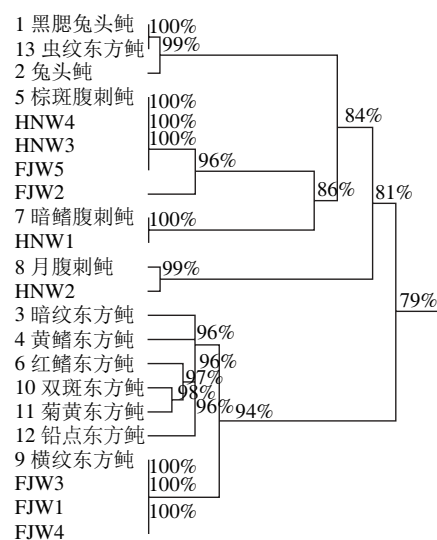 1 黑腮兔头鲀
100%
13 虫纹东方鲀
99%
2 兔头鲀
5 棕斑腹刺鲀
100%
HNW4
100%
HNW3
100%
FJW5
96%
FJW2
7 暗鳍腹刺鲀
100%
HNW1
86%
84%
8 月腹刺鲀
99%
HNW2
81%
79%
3 暗纹东方鲀
96%
4 黄鳍东方鲀
96%
6 红鳍东方鲀
97%
10 双斑东方鲀
98%
11 菊黄东方鲀
96%
94%
12 铅点东方鲀
9 横纹东方鲀
100%
FJW3
100%
FJW1
100%
FJW4